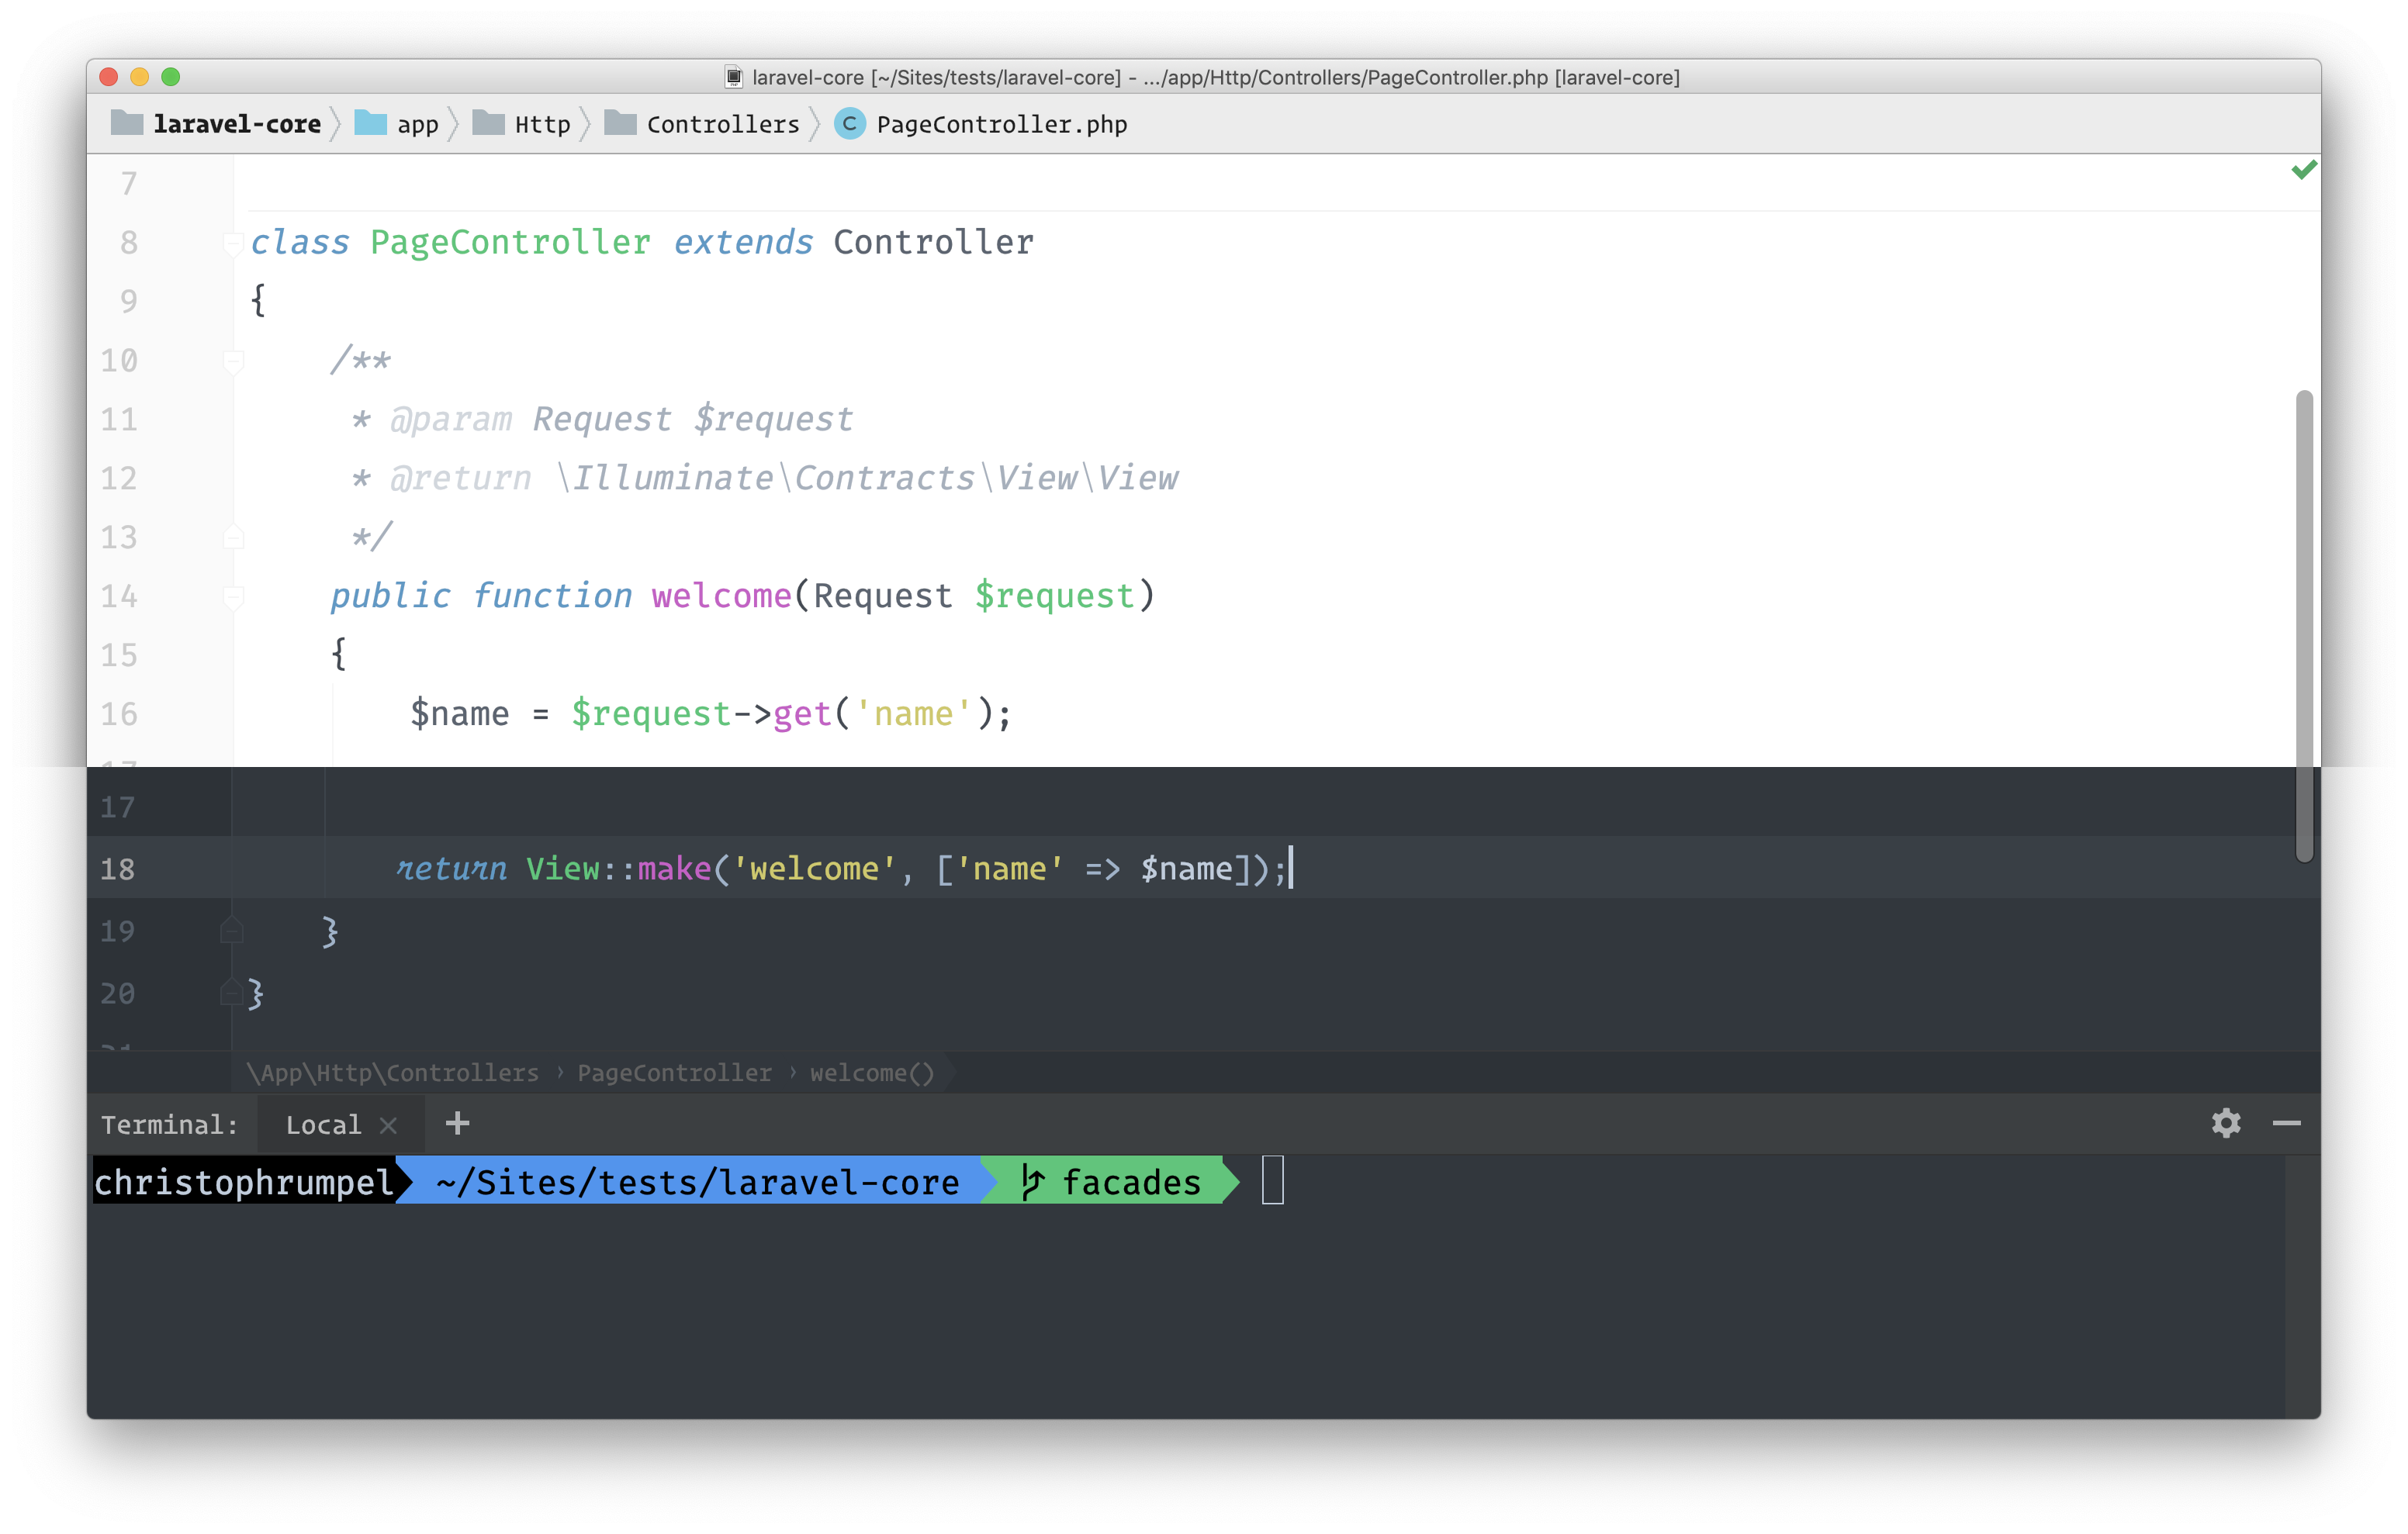 laravel-core [~/Sites/tests/laravel-core] - .../app/Http/Controllers/PageController.php [laravel-core]
laravel-core app Http Controllers C PageController.php
7
8 class PageController extends Controller
9 {
10 /**
11 * @param Request $request
12 * @return \Illuminate\Contracts\View\View
13 */
14 public function welcome(Request $request)
15 {
16 $name = $request->get('name');
17
18 return View::make('welcome', ['name' => $name]);
19 }
20 }
\App\Http\Controllers › PageController › welcome()
Terminal: Local × +
christophrumpel ~/Sites/tests/laravel-core facades